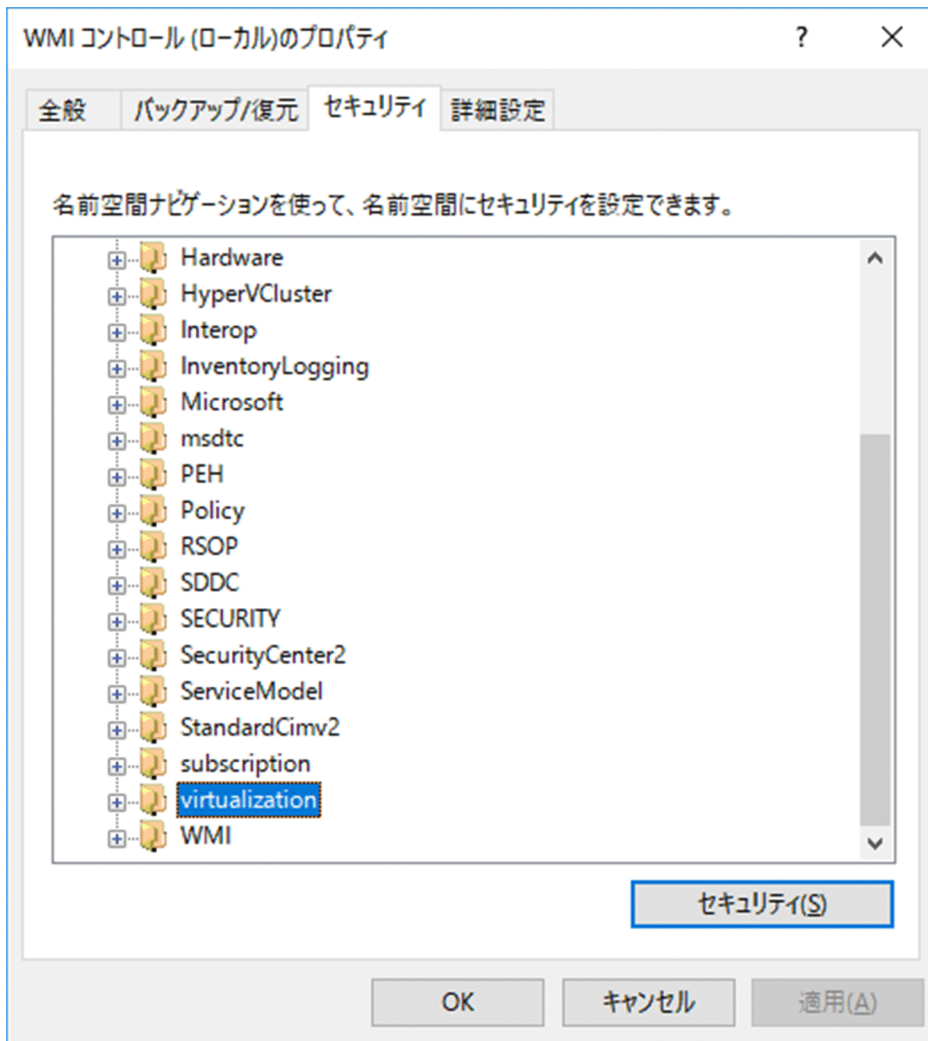 WMI コントロール (ローカル)のプロパティ ?
全般 バックアップ/復元 セキュリティ 詳細設定
名前空間ナビゲーションを使って、名前空間にセキュリティを設定できます。
Hardware
HyperVCluster
Interop
InventoryLogging
Microsoft
msdtc
PEH
Policy
RSOP
SDDC
SECURITY
SecurityCenter2
ServiceModel
StandardCimv2
subscription
virtualization
WMI
セキュリティ(S)
OK キャンセル 適用(A)